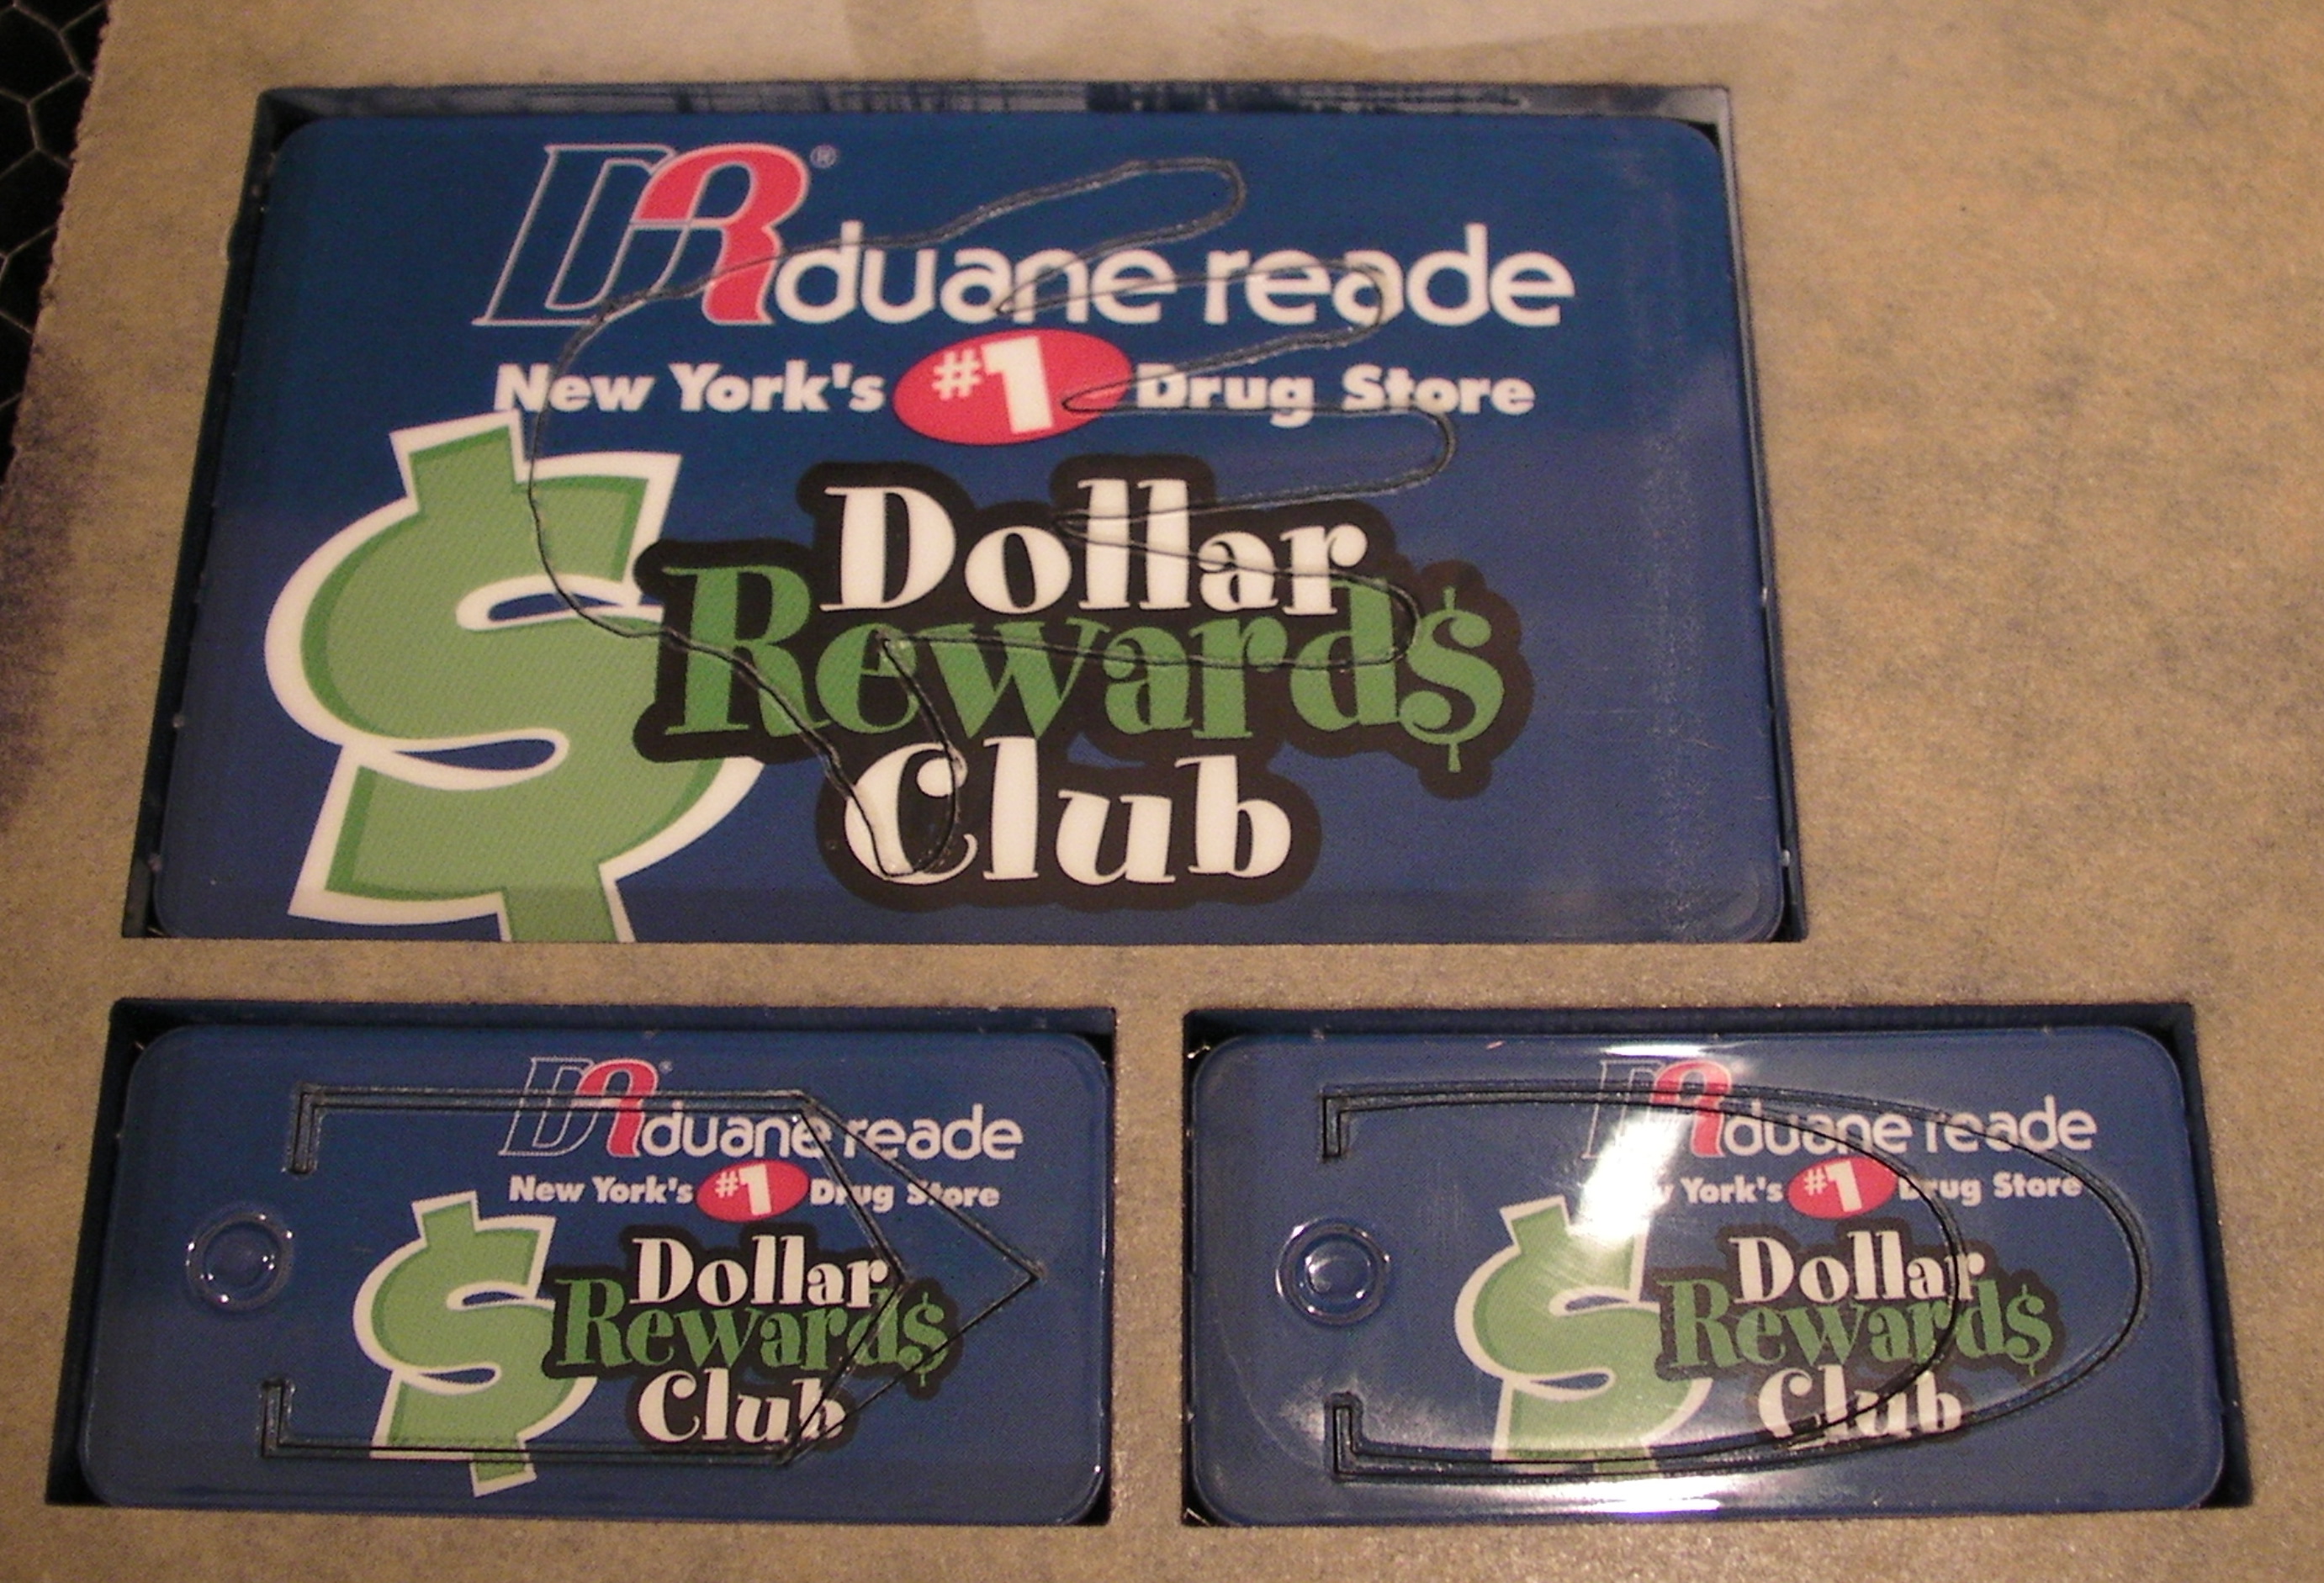 DR® duane reade
New York's #1 Drug Store
$ Dollar
Reward$
Club
DR® duane reade
New York's #1 Drug Store
$ Dollar
Reward$
Club
DR duane reade
York's #1 Drug Store
$ Dollar
Reward$
Club